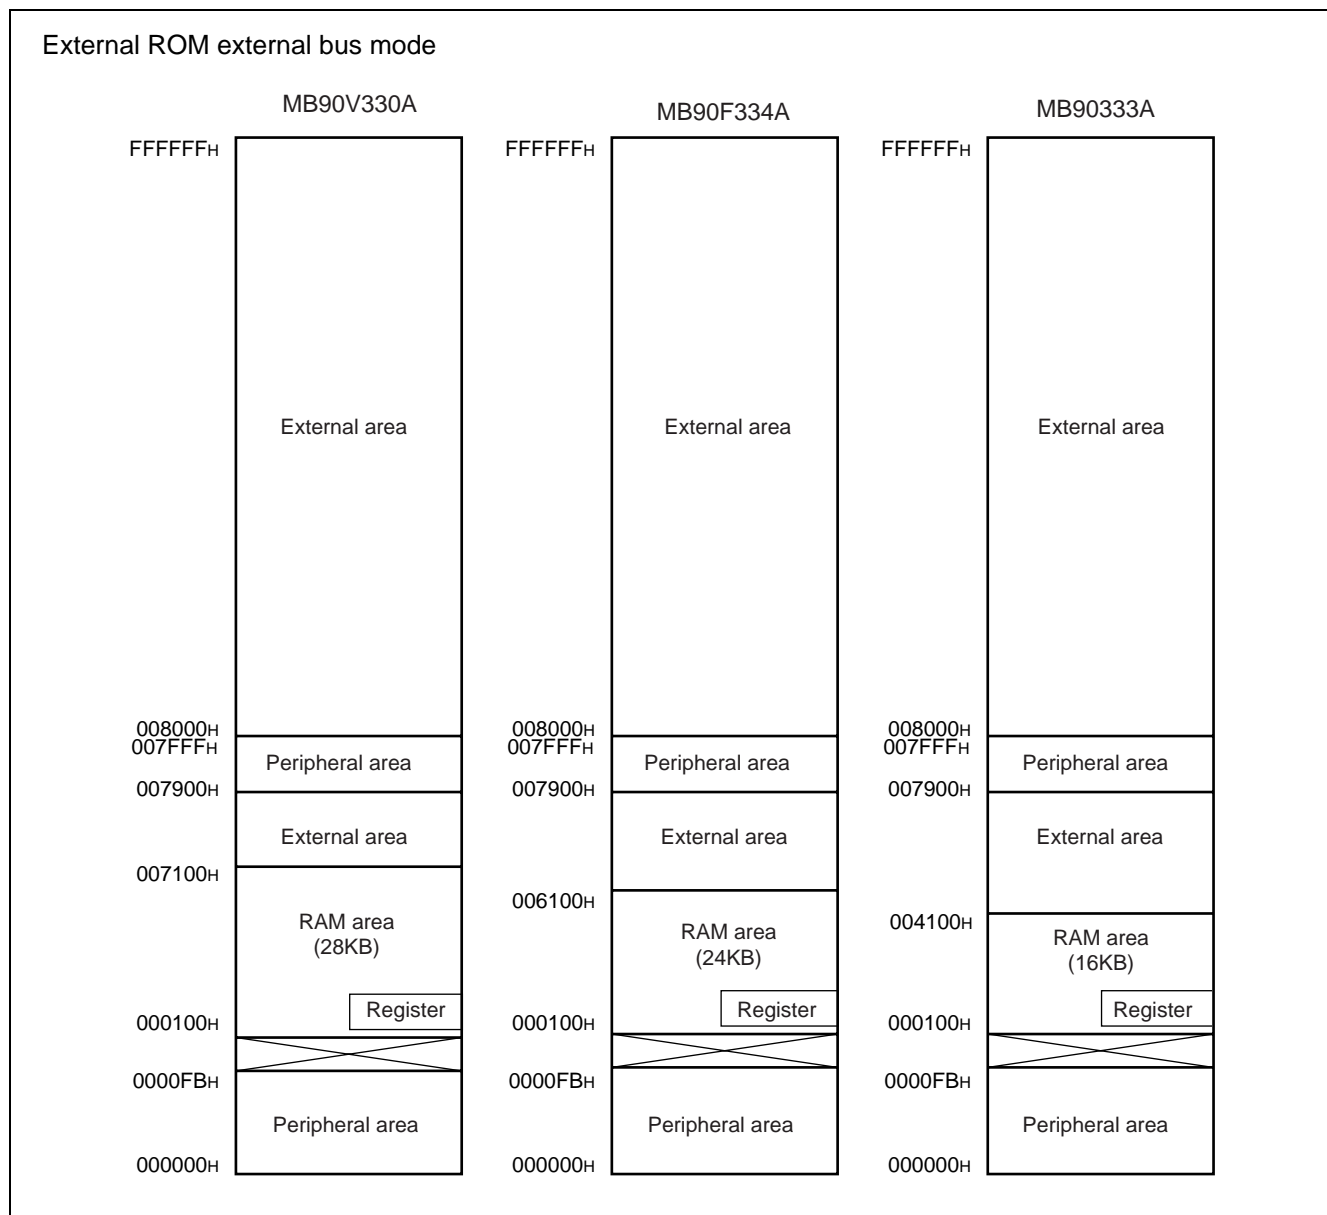 External ROM external bus mode
MB90V330A
FFFFFFH
External area
008000H
007FFFH
Peripheral area
007900H
External area
007100H
RAM area
(28KB)
Register
000100H
0000FBH
Peripheral area
000000H
MB90F334A
FFFFFFH
External area
008000H
007FFFH
Peripheral area
007900H
External area
006100H
RAM area
(24KB)
Register
000100H
0000FBH
Peripheral area
000000H
MB90333A
FFFFFFH
External area
008000H
007FFFH
Peripheral area
007900H
External area
004100H
RAM area
(16KB)
Register
000100H
0000FBH
Peripheral area
000000H